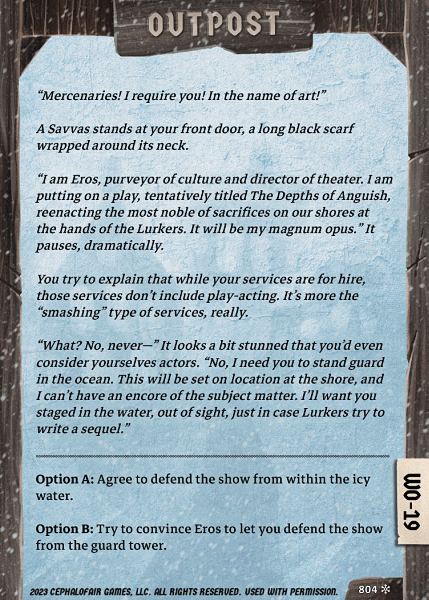 OUTPOST
“Mercenaries! I require you! In the name of art!”
A Savvas stands at your front door, a long black scarf
wrapped around its neck.
“I am Eros, purveyor of culture and director of theater. I am
putting on a play, tentatively titled The Depths of Anguish,
reenacting the most noble of sacrifices on our shores at
the hands of the Lurkers. It will be my magnum opus.” It
pauses, dramatically.
You try to explain that while your services are for hire,
those services don’t include play-acting. It’s more the
“smashing” type of services, really.
“What? No, never—” It looks a bit stunned that you’d even
consider yourselves actors. “No, I need you to stand guard
in the ocean. This will be set on location at the shore, and
I can’t have an encore of the subject matter. I’ll want you
staged in the water, out of sight, just in case Lurkers try to
write a sequel.”
Option A: Agree to defend the show from within the icy
water.
Option B: Try to convince Eros to let you defend the show
from the guard tower.
WO-19
2023 CEPHALOFAIR GAMES, LLC. ALL RIGHTS RESERVED. USED WITH PERMISSION.
804